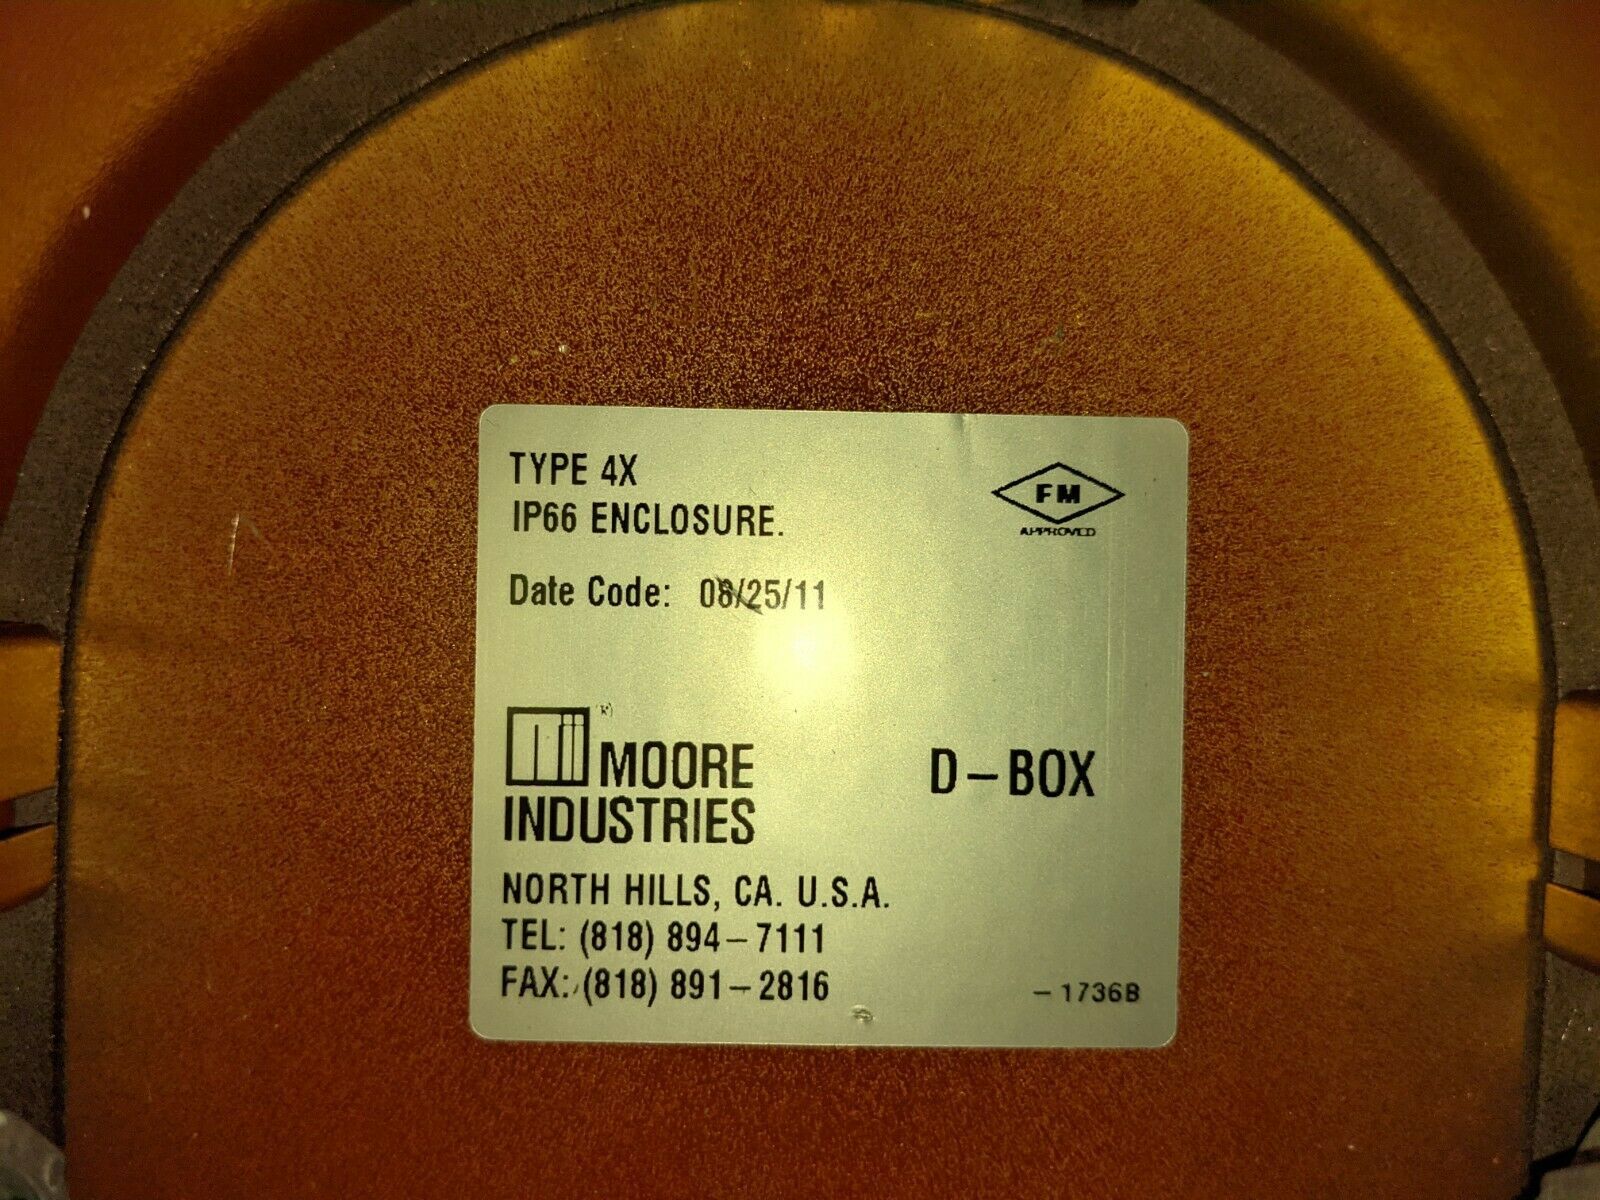 TYPE 4X
IP66 ENCLOSURE.
FM
APPROVED
Date Code: 08/25/11
®
MOORE
INDUSTRIES
D-BOX
NORTH HILLS, CA. U.S.A.
TEL: (818) 894-7111
FAX: (818) 891-2816
- 1736B